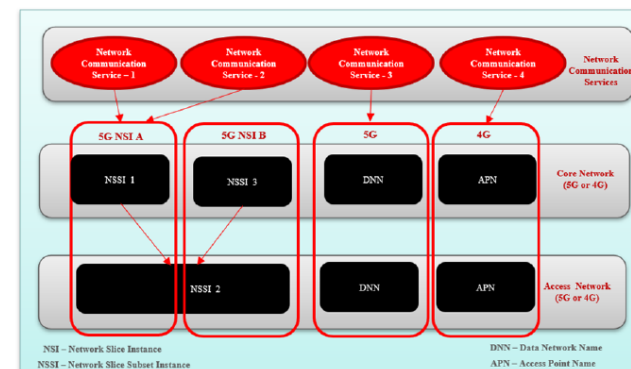 Network
Communication
Service – 1
Network
Communication
Service - 2
Network
Communication
Service - 3
Network
Communication
Service - 4
Network
Communication
Services
5G NSI A
5G NSI B
5G
4G
NSSI 1
NSSI 3
DNN
APN
Core Network
(5G or 4G)
NSSI 2
DNN
APN
Access Network
(5G or 4G)
NSI – Network Slice Instance
DNN – Data Network Name
NSSI – Network Slice Subset Instance
APN – Access Point Name